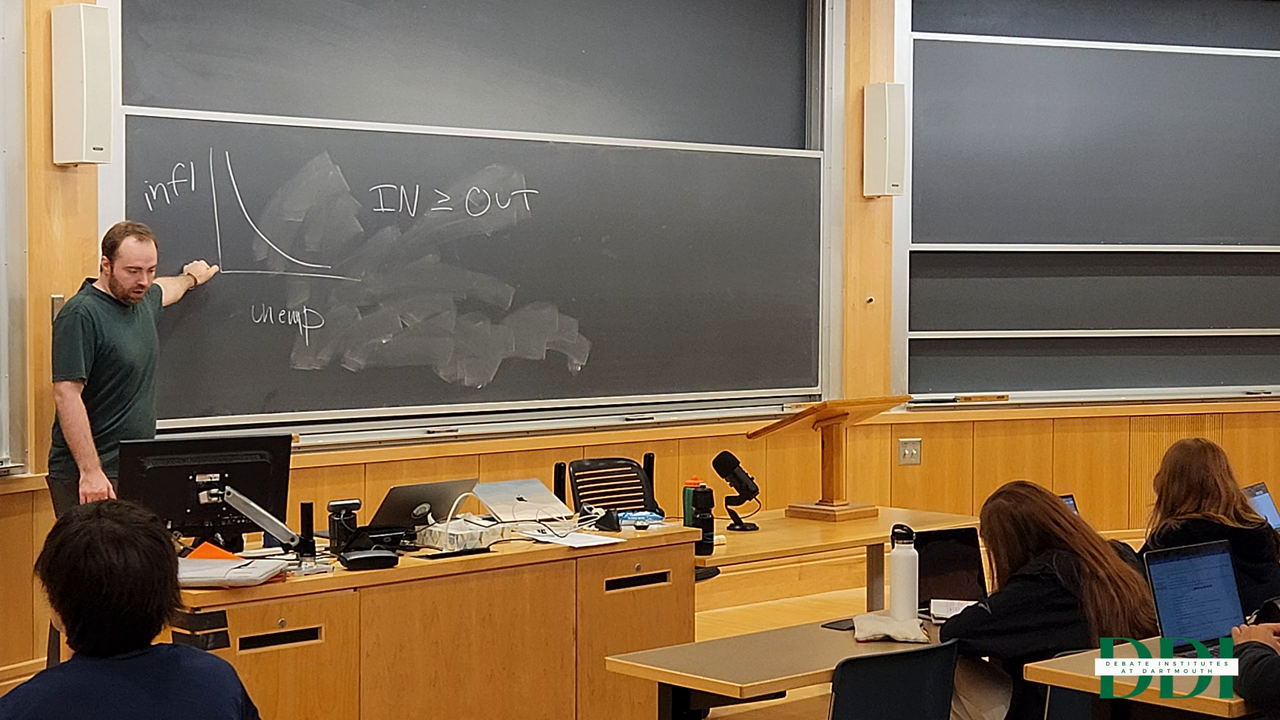 infl
IN ≥ OUT
unemp
DDI
DEBATE INSTITUTES
AT DARTMOUTH